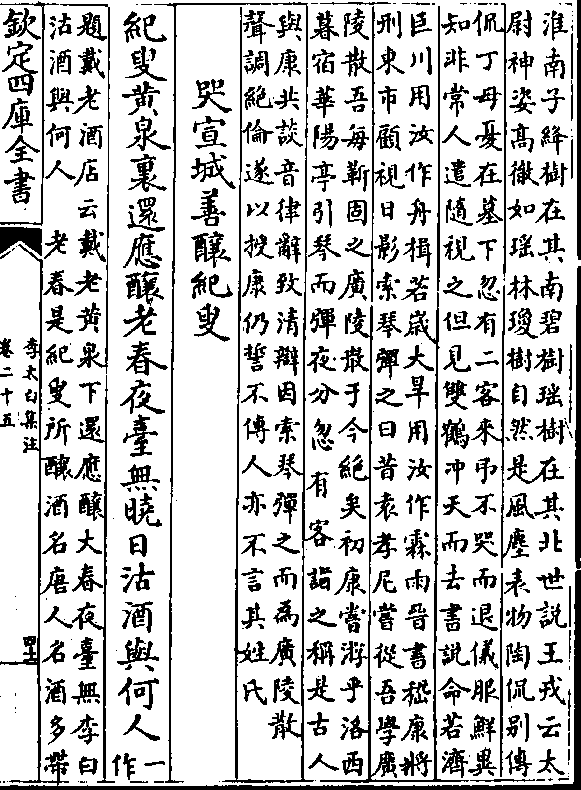 淮南子絳樹在其南碧樹瑶樹在其北世説王戎云太
尉神姿高徹如瑶林瓊樹自然是風塵表物陶侃别傳
侃丁母憂在墓下忽有二客來弔不哭而退儀服鮮異
知非常人遣隨視之但見雙鶴冲天而去書説命若濟
巨川用汝作舟楫若歳大旱用汝作霖雨晉書嵇康將
刑東市顧視日影索琴彈之曰昔袁孝尼嘗從吾學廣
陵散吾每靳固之廣陵散于今絶矣初康嘗游乎洛西
暮宿華陽亭引琴而彈夜分忽有客詣之稱是古人
與康共談音律辭致清辯因索琴彈之而為廣陵散
聲調絶倫遂以授康仍誓不傳人亦不言其姓氏
哭宣城善釀紀叟
紀叟黄泉裏還應釀老春夜臺無曉日沽酒與何人一作
題戴老酒店云戴老黄泉下還應釀大春夜臺無李白
沽酒與何人 老春是紀叟所釀酒名唐人名酒多帶
欽定四庫全書
李太白集注
卷二十五